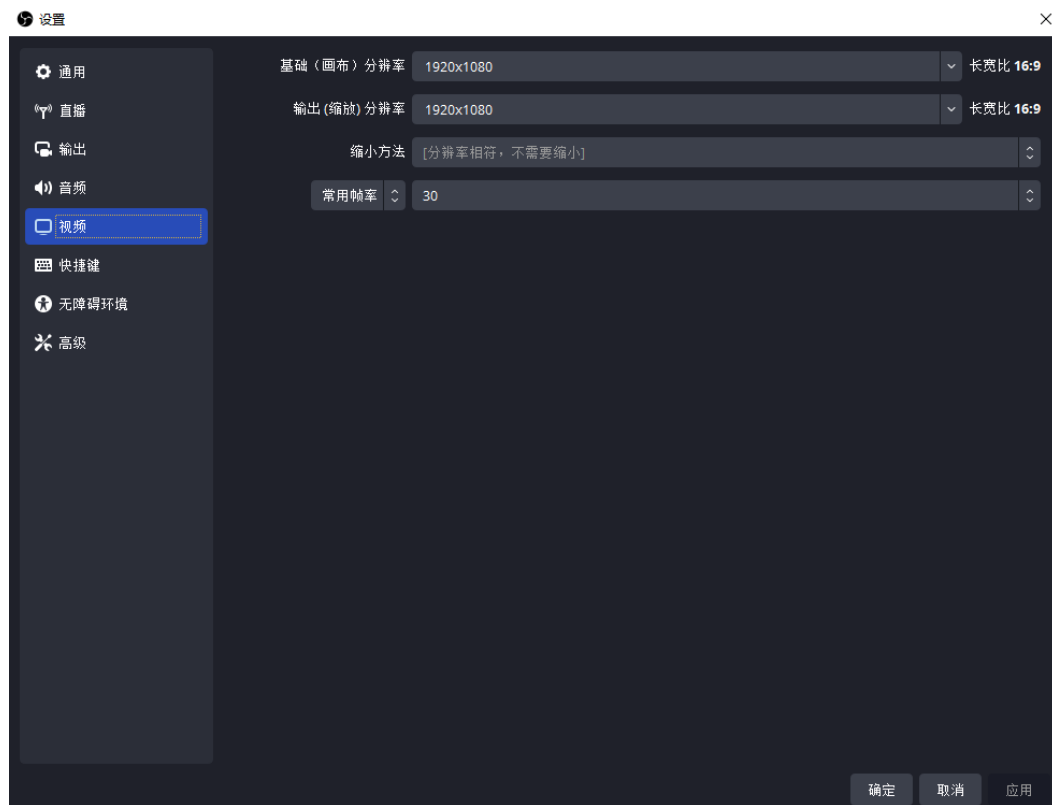 设置
通用
直播
输出
音频
视频
快捷键
无障碍环境
高级
基础（画布）分辨率 1920x1080 长宽比 16:9
输出 (缩放) 分辨率 1920x1080 长宽比 16:9
缩小方法 [分辨率相符，不需要缩小]
常用帧率 30
确定 取消 应用